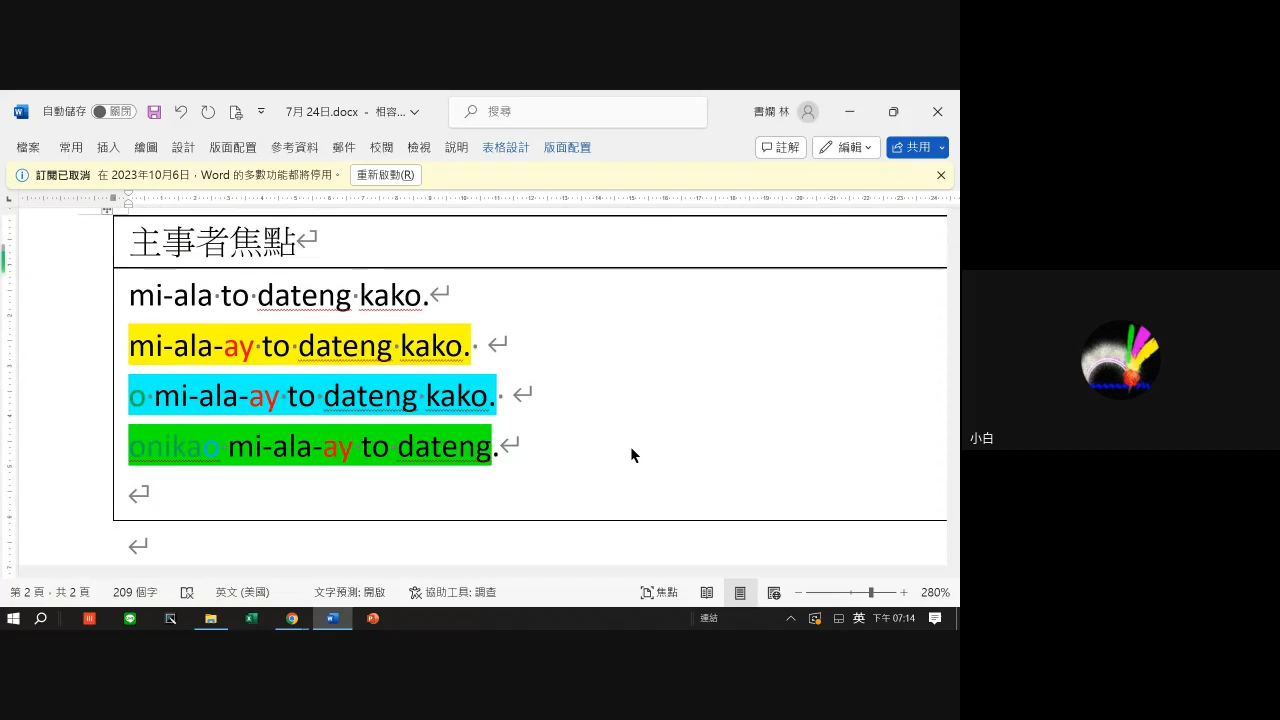 自動儲存 關閉 7月 24日.docx - 相容... 搜尋 書嫻 林
檔案 常用 插入 繪圖 設計 版面配置 參考資料 郵件 校閱 檢視 說明 表格設計 版面配置 註解 編輯 共用
訂閱已取消 在 2023年10月6日，Word 的多數功能都將停用。 重新啟動(R)
主事者焦點
mi-ala to dateng kako.
mi-ala-ay to dateng kako.
o mi-ala-ay to dateng kako.
onikao mi-ala-ay to dateng.
小白
第 2 頁，共 2 頁 209 個字 英文 (美國) 文字預測: 開啟 協助工具: 調查 焦點 280%
連結 英 下午 07:14